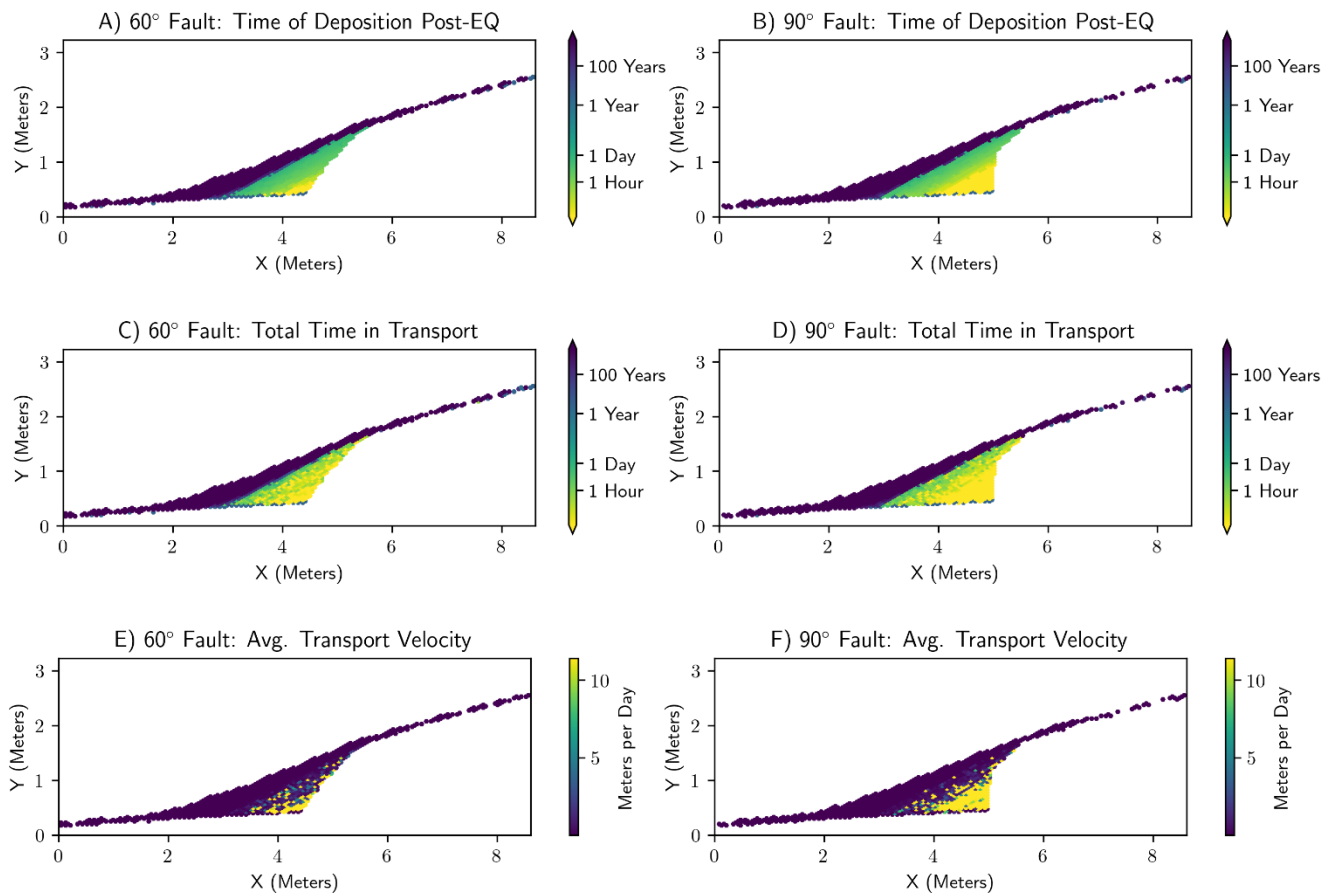 A) 60° Fault: Time of Deposition Post-EQ
B) 90° Fault: Time of Deposition Post-EQ
3
2
1
0
Y (Meters)
0 2 4 6 8
X (Meters)
100 Years
1 Year
1 Day
1 Hour
3
2
1
0
Y (Meters)
0 2 4 6 8
X (Meters)
100 Years
1 Year
1 Day
1 Hour
C) 60° Fault: Total Time in Transport
D) 90° Fault: Total Time in Transport
3
2
1
0
Y (Meters)
0 2 4 6 8
X (Meters)
100 Years
1 Year
1 Day
1 Hour
3
2
1
0
Y (Meters)
0 2 4 6 8
X (Meters)
100 Years
1 Year
1 Day
1 Hour
E) 60° Fault: Avg. Transport Velocity
F) 90° Fault: Avg. Transport Velocity
3
2
1
0
Y (Meters)
0 2 4 6 8
X (Meters)
10
5
Meters per Day
3
2
1
0
Y (Meters)
0 2 4 6 8
X (Meters)
10
5
Meters per Day